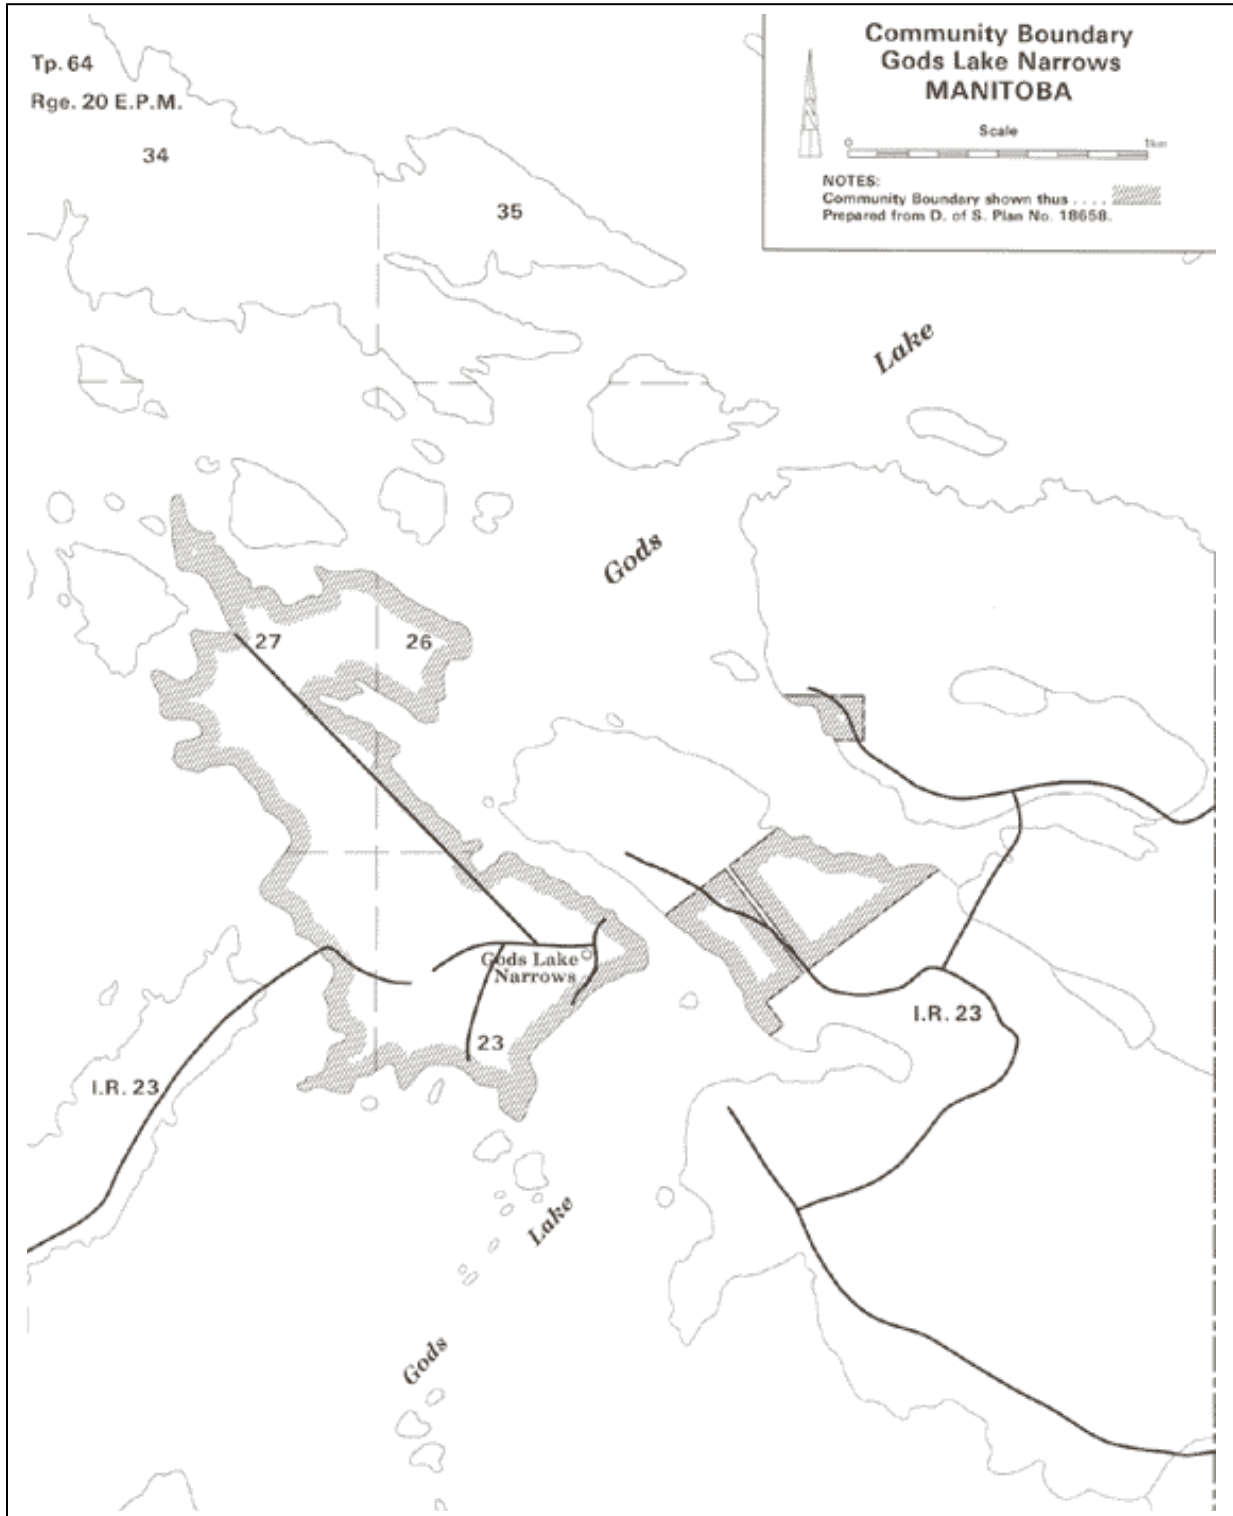 Community Boundary
Gods Lake Narrows
MANITOBA
Scale
0 1km
NOTES:
Community Boundary shown thus . . . .
Prepared from D. of S. Plan No. 18658.
Tp. 64
Rge. 20 E.P.M.
34
35
Lake
Gods
27
26
Gods Lake
Narrows
I.R. 23
23
I.R. 23
Lake
Gods